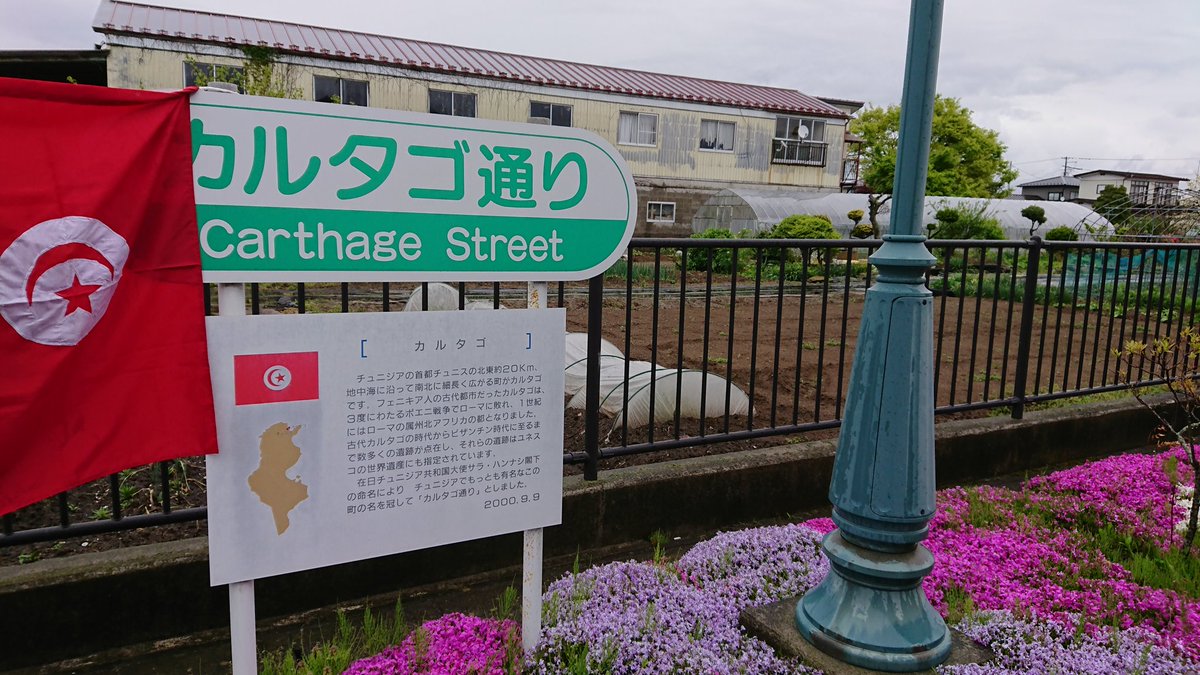 カルタゴ通り
Carthage Street
[ カルタゴ ]
チュニジアの首都チュニスの北東約20Km、
地中海に沿って南北に細長く広がる町がカルタゴ
です。フェニキア人の古代都市だったカルタゴは、
3度にわたるポエニ戦争でローマに敗れ、1世紀
にはローマの属州北アフリカの都となりました。
古代カルタゴの時代からビザンチン時代に至るま
で数多くの遺跡が点在し、それらの遺跡はユネス
コの世界遺産にも指定されています。
在日チュニジア共和国大使サラ・ハンナシ閣下
の命名により チュニジアでもっとも有名なこの
町の名を冠して「カルタゴ通り」としました。
2000.9.9